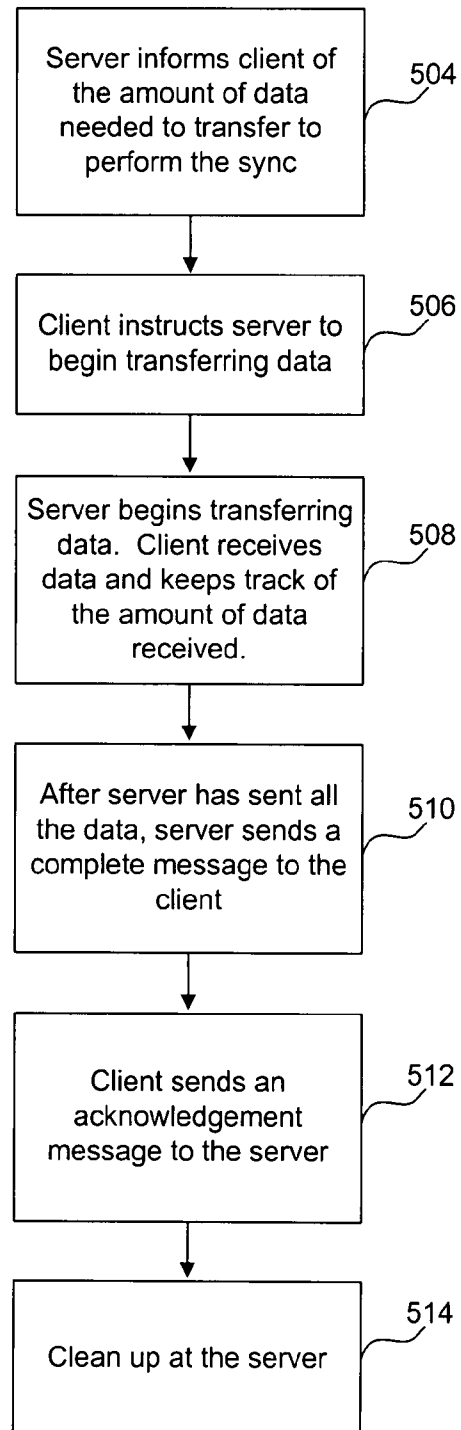 Server informs client of
the amount of data
needed to transfer to
perform the sync
504
Client instructs server to
begin transferring data
506
Server begins transferring
data. Client receives
data and keeps track of
the amount of data
received.
508
After server has sent all
the data, server sends a
complete message to the
client
510
Client sends an
acknowledgement
message to the server
512
Clean up at the server
514